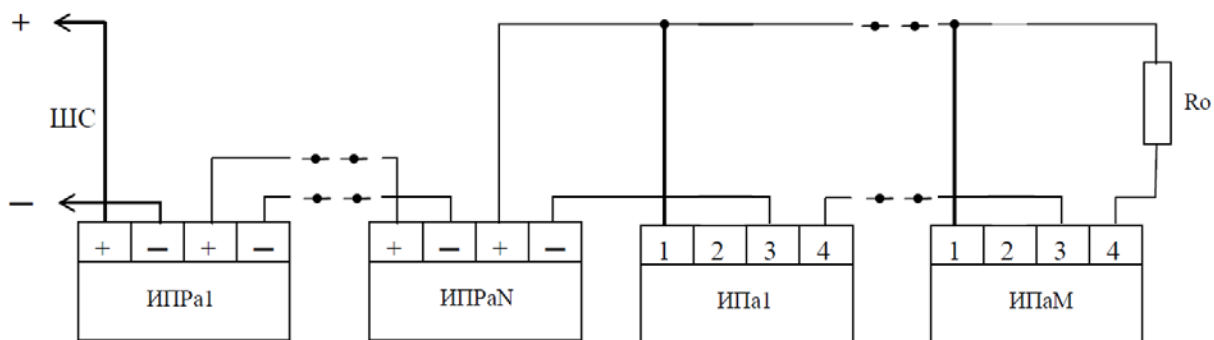 +
ШС
Ro
—
+ — + —
+ — + —
1 2 3 4
1 2 3 4
ИПРа1
ИПРаN
ИПа1
ИПаМ